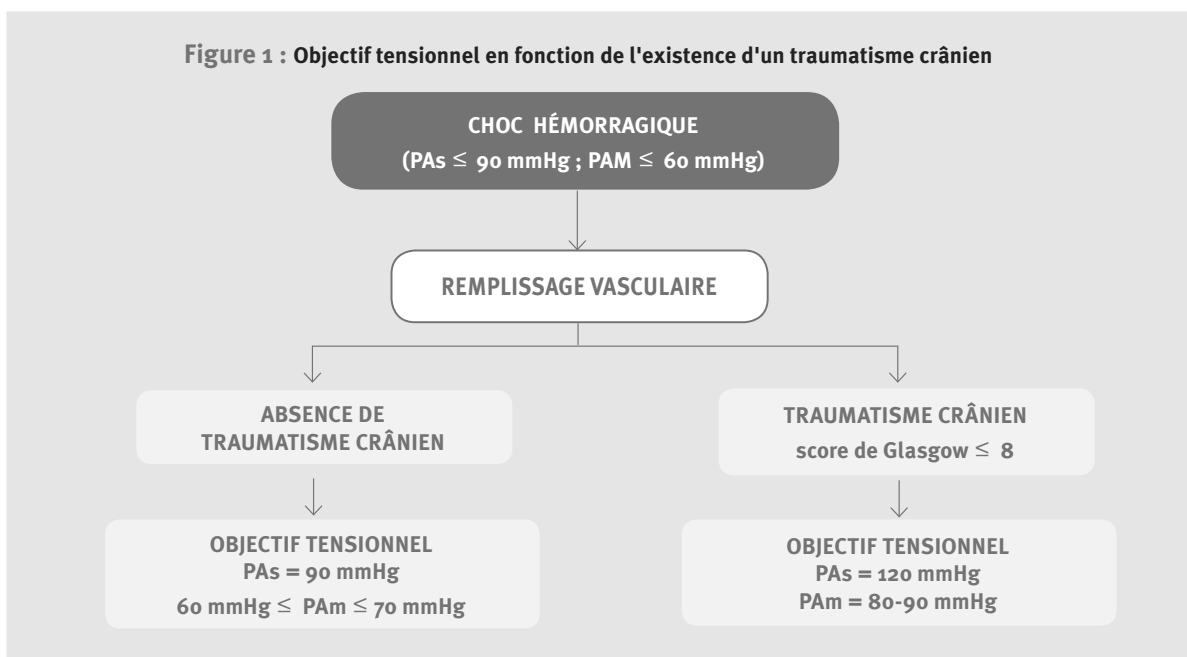 Figure 1 : Objectif tensionnel en fonction de l'existence d'un traumatisme crânien
CHOC HÉMORRAGIQUE
(PAs ≤ 90 mmHg ; PAM ≤ 60 mmHg)
REMPLISSAGE VASCULAIRE
ABSENCE DE
TRAUMATISME CRÂNIEN
TRAUMATISME CRÂNIEN
score de Glasgow ≤ 8
OBJECTIF TENSIONNEL
PAs = 90 mmHg
60 mmHg ≤ PAm ≤ 70 mmHg
OBJECTIF TENSIONNEL
PAs = 120 mmHg
PAm = 80-90 mmHg